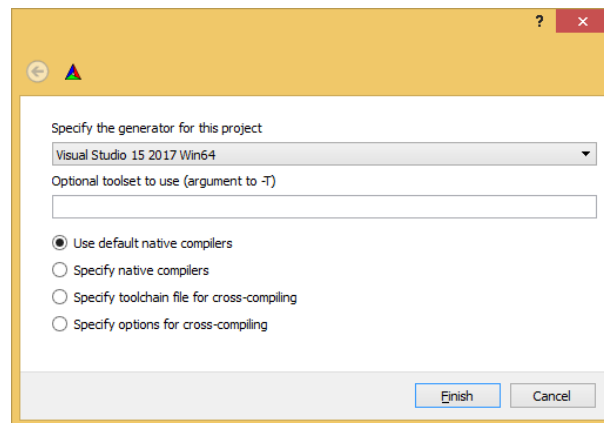 ?
Specify the generator for this project
Visual Studio 15 2017 Win64
Optional toolset to use (argument to -T)
Use default native compilers
Specify native compilers
Specify toolchain file for cross-compiling
Specify options for cross-compiling
Finish
Cancel